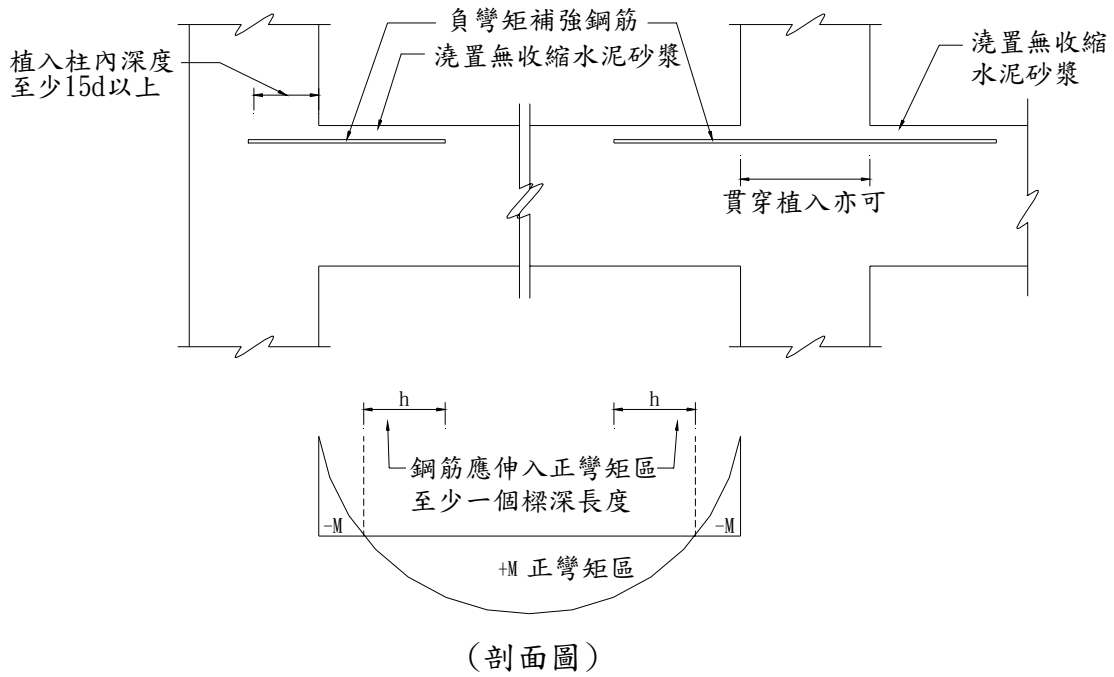 負彎矩補強鋼筋
澆置無收縮水泥砂漿
植入柱內深度
至少15d以上
澆置無收縮
水泥砂漿
貫穿植入亦可
h
h
鋼筋應伸入正彎矩區
至少一個樑深長度
-M
-M
+M 正彎矩區
(剖面圖)